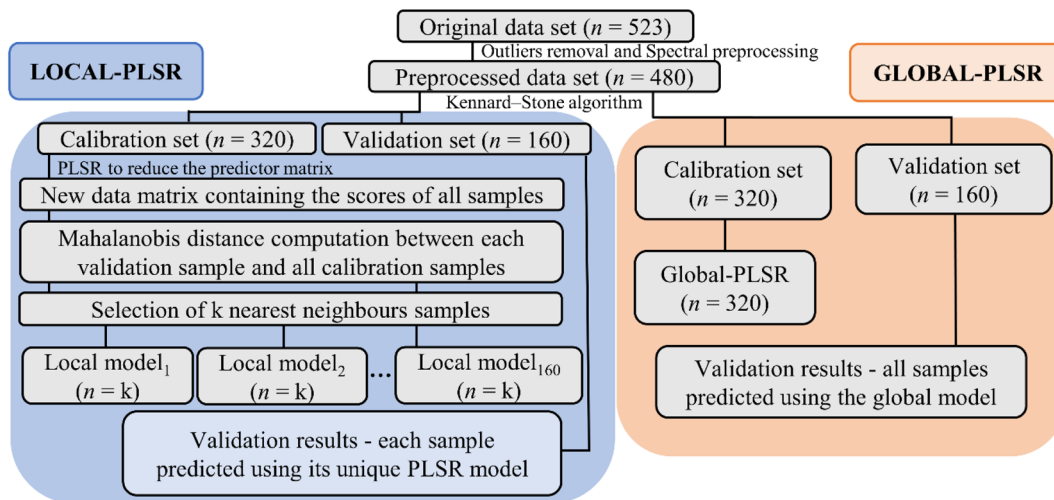 Original data set (n = 523)
Outliers removal and Spectral preprocessing
LOCAL-PLSR
Preprocessed data set (n = 480)
GLOBAL-PLSR
Kennard–Stone algorithm
Calibration set (n = 320)
Validation set (n = 160)
PLSR to reduce the predictor matrix
New data matrix containing the scores of all samples
Mahalanobis distance computation between each
validation sample and all calibration samples
Selection of k nearest neighbours samples
Local model₁
(n = k)
Local model₂
(n = k)
...
Local model₁₆₀
(n = k)
Validation results - each sample
predicted using its unique PLSR model
Calibration set
(n = 320)
Validation set
(n = 160)
Global-PLSR
(n = 320)
Validation results - all samples
predicted using the global model